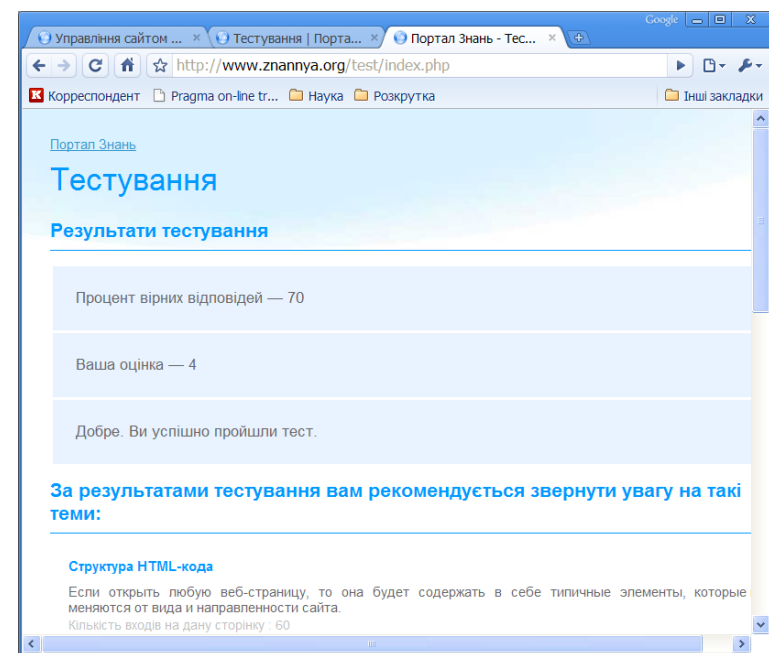 Google
Управління сайтом ...
Тестування | Порта...
Портал Знань - Тес...
http://www.znannya.org/test/index.php
Корреспондент
Pragma on-line tr...
Наука
Розкрутка
Інші закладки
Портал Знань
Тестування
Результати тестування
Процент вірних відповідей — 70
Ваша оцінка — 4
Добре. Ви успішно пройшли тест.
За результатами тестування вам рекомендується звернути увагу на такі
теми:
Структура HTML-кода
Если открыть любую веб-страницу, то она будет содержать в себе типичные элементы, которые
меняются от вида и направленности сайта.
Кількість входів на дану сторінку : 60